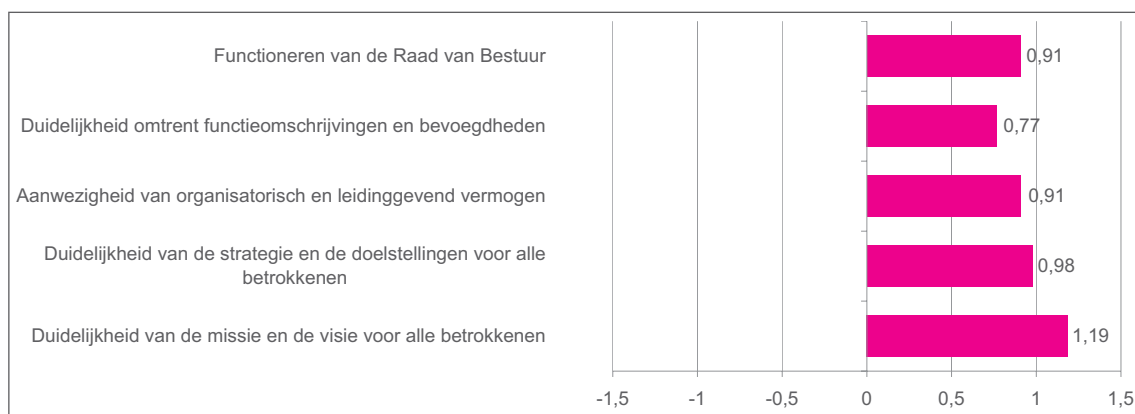 Functioneren van de Raad van Bestuur
0,91
Duidelijkheid omtrent functieomschrijvingen en bevoegdheden
0,77
Aanwezigheid van organisatorisch en leidinggevend vermogen
0,91
Duidelijkheid van de strategie en de doelstellingen voor alle
betrokkenen
0,98
Duidelijkheid van de missie en de visie voor alle betrokkenen
1,19
-1,5 -1 -0,5 0 0,5 1 1,5